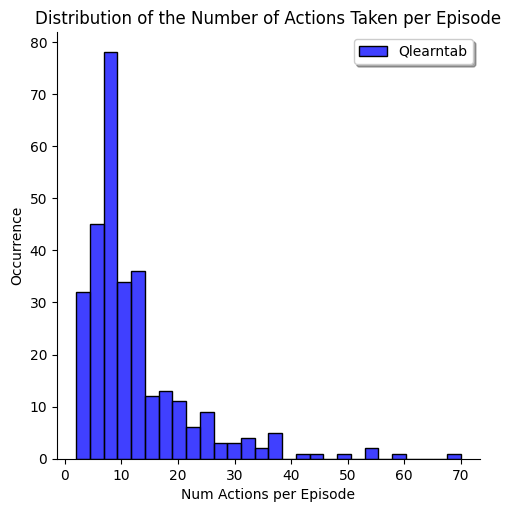 Distribution of the Number of Actions Taken per Episode
Qlearntab
80
70
60
50
40
30
20
10
0
Occurrence
0 10 20 30 40 50 60 70
Num Actions per Episode